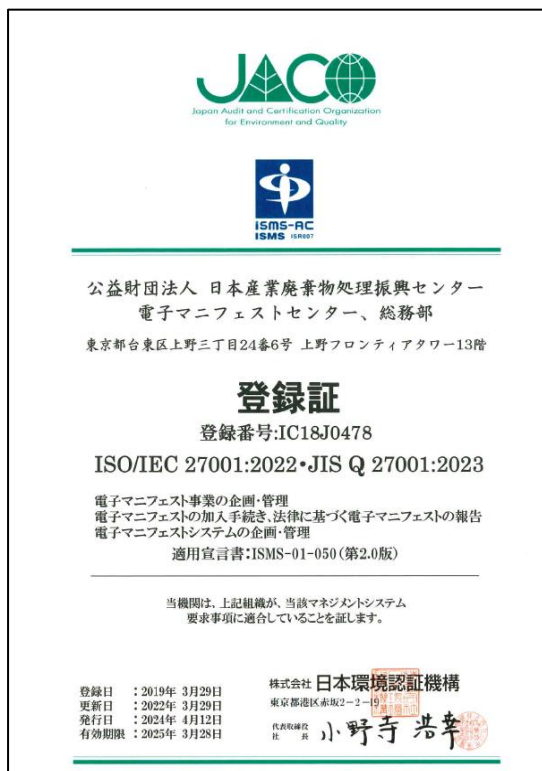 JACO
Japan Audit and Certification Organization
for Environment and Quality
ISMS-AC
ISMS ISR007
公益財団法人 日本産業廃棄物処理振興センター
電子マニフェストセンター、総務部
東京都台東区上野三丁目24番6号 上野フロンティアタワー13階
登録証
登録番号:IC18J0478
ISO/IEC 27001:2022・JIS Q 27001:2023
電子マニフェスト事業の企画・管理
電子マニフェストの加入手続き、法律に基づく電子マニフェストの報告
電子マニフェストシステムの企画・管理
適用宣言書:ISMS-01-050(第2.0版)
当機関は、上記組織が、当該マネジメントシステム
要求事項に適合していることを証します。
登録日 :2019年 3月29日
更新日 :2022年 3月29日
発行日 :2024年 4月12日
有効期限 :2025年 3月28日
株式会社 日本環境認証機構
東京都港区赤坂2-2-19
代表取締役
社長 小野寺 浩幸